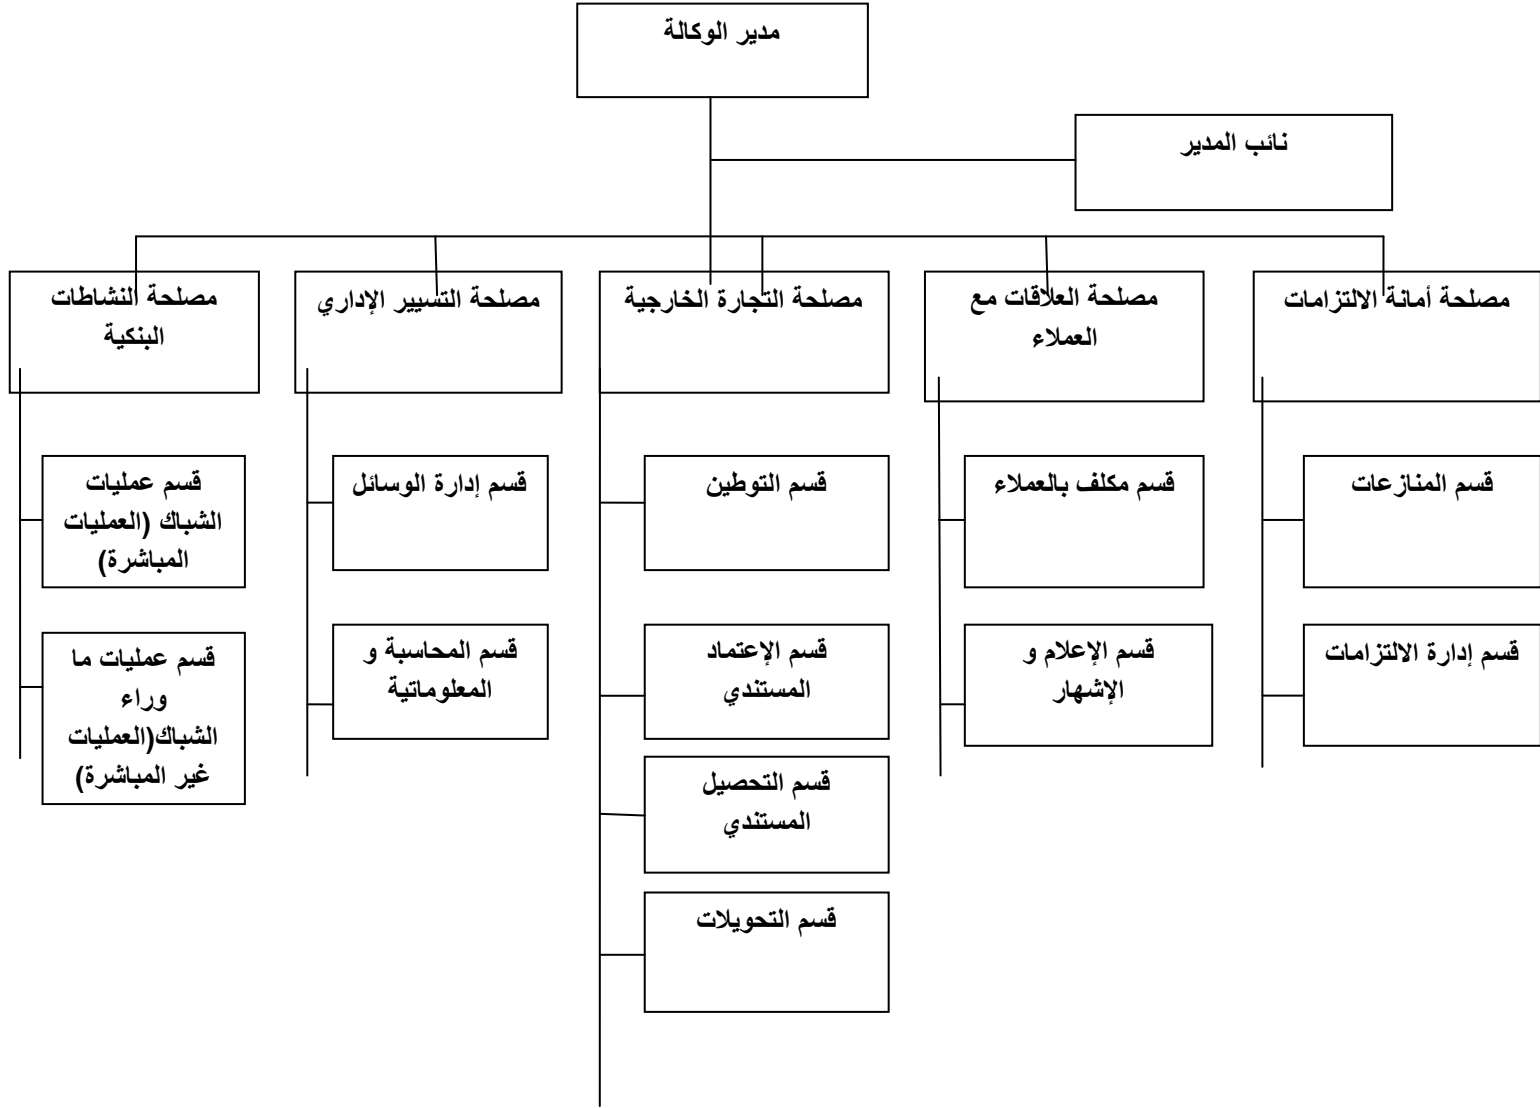 مدير الوكالة
نائب المدير
مصلحة أمانة الالتزامات
مصلحة العلاقات مع
العملاء
مصلحة التجارة الخارجية
مصلحة التسيير الإداري
مصلحة النشاطات
البنكية
قسم المنازعات
قسم مكلف بالعملاء
قسم التوطين
قسم إدارة الوسائل
قسم عمليات
الشباك (العمليات
المباشرة)
قسم إدارة الالتزامات
قسم الإعلام و
الإشهار
قسم الإعتماد
المستندي
قسم المحاسبة و
المعلوماتية
قسم عمليات ما
وراء
الشباك(العمليات
غير المباشرة)
قسم التحصيل
المستندي
قسم التحويلات